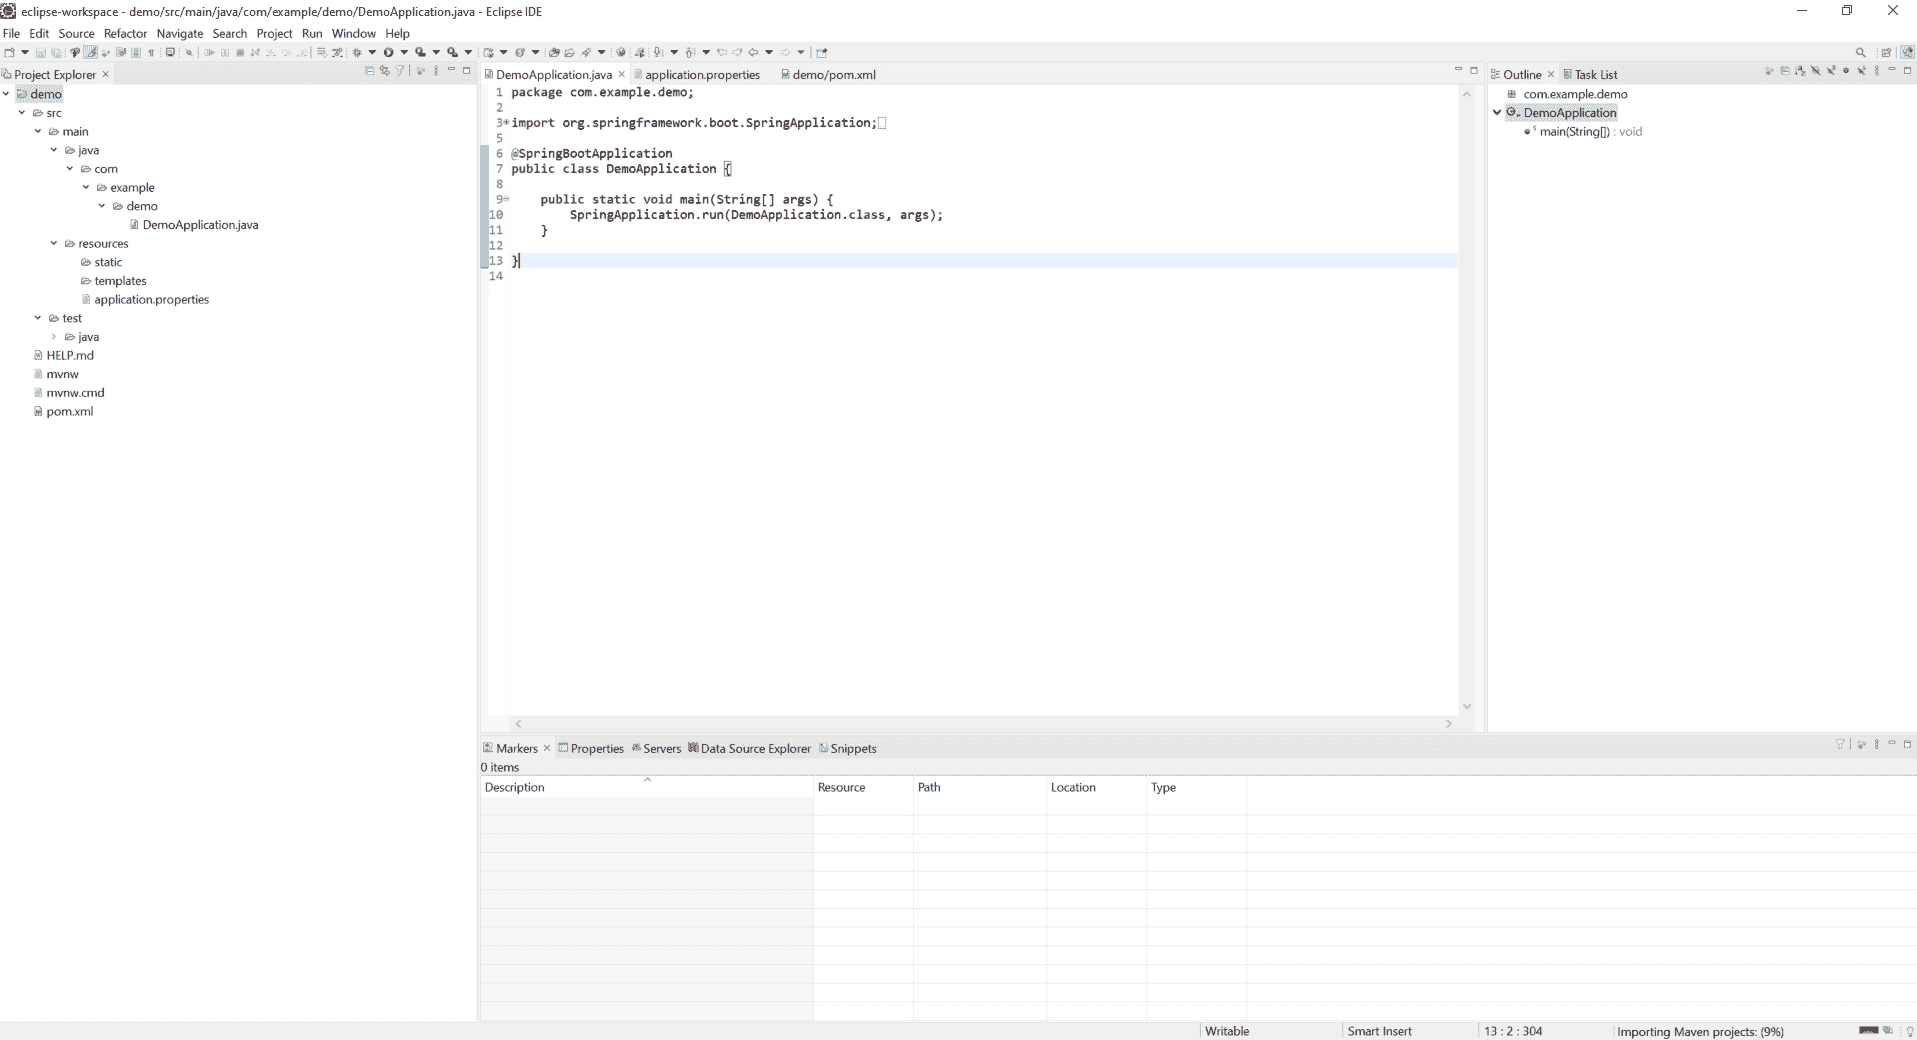 eclipse-workspace - demo/src/main/java/com/example/demo/DemoApplication.java - Eclipse IDE
File Edit Source Refactor Navigate Search Project Run Window Help
Project Explorer
demo
src
main
java
com
example
demo
DemoApplication.java
resources
static
templates
application.properties
test
java
HELP.md
mvnw
mvnw.cmd
pom.xml
DemoApplication.java application.properties demo/pom.xml
1 package com.example.demo;
2
3 import org.springframework.boot.SpringApplication;
5
6 @SpringBootApplication
7 public class DemoApplication {
8
9 public static void main(String[] args) {
10 SpringApplication.run(DemoApplication.class, args);
11 }
12
13 }
14
Outline Task List
com.example.demo
DemoApplication
main(String[]) : void
Markers Properties Servers Data Source Explorer Snippets
0 items
Description Resource Path Location Type
Writable Smart Insert 13 : 2 : 304 Importing Maven projects: (9%)